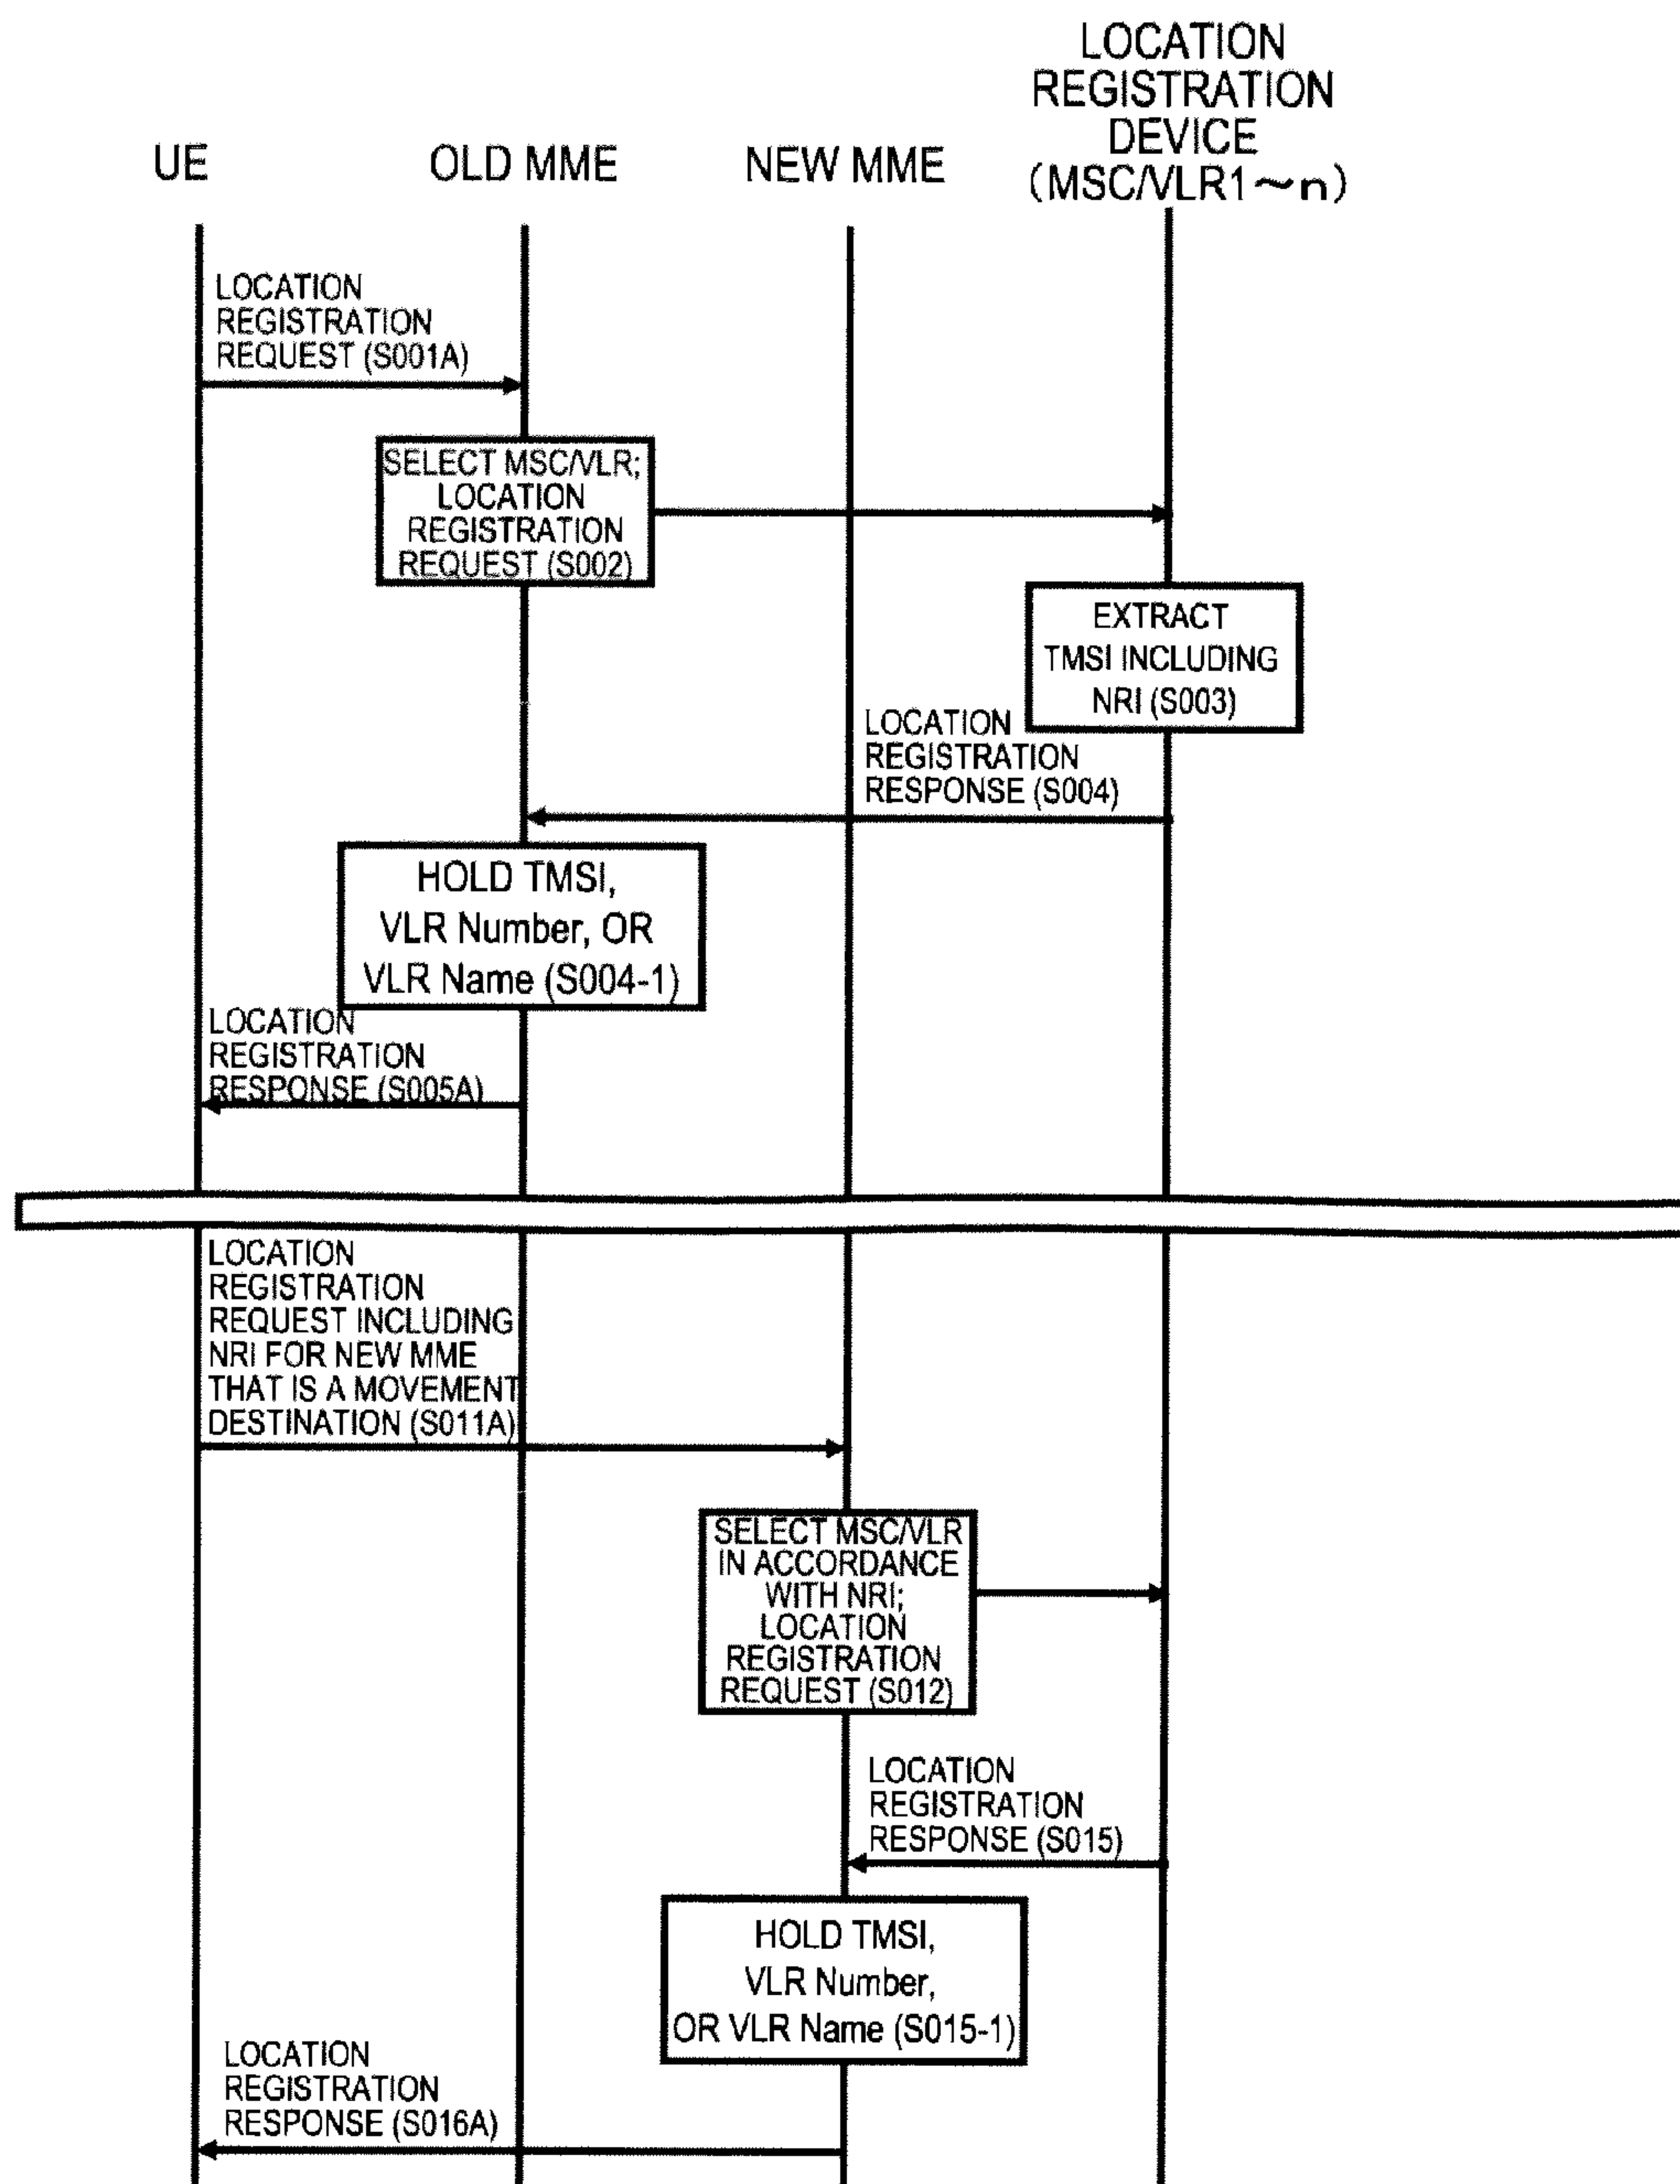 LOCATION
REGISTRATION
DEVICE
(MSC/VLR1～n)
UE
OLD MME
NEW MME
LOCATION
REGISTRATION
REQUEST (S001A)
SELECT MSC/VLR;
LOCATION
REGISTRATION
REQUEST (S002)
EXTRACT
TMSI INCLUDING
NRI (S003)
LOCATION
REGISTRATION
RESPONSE (S004)
HOLD TMSI,
VLR Number, OR
VLR Name (S004-1)
LOCATION
REGISTRATION
RESPONSE (S005A)
LOCATION
REGISTRATION
REQUEST INCLUDING
NRI FOR NEW MME
THAT IS A MOVEMENT
DESTINATION (S011A)
SELECT MSC/VLR
IN ACCORDANCE
WITH NRI;
LOCATION
REGISTRATION
REQUEST (S012)
LOCATION
REGISTRATION
RESPONSE (S015)
HOLD TMSI,
VLR Number,
OR VLR Name (S015-1)
LOCATION
REGISTRATION
RESPONSE (S016A)